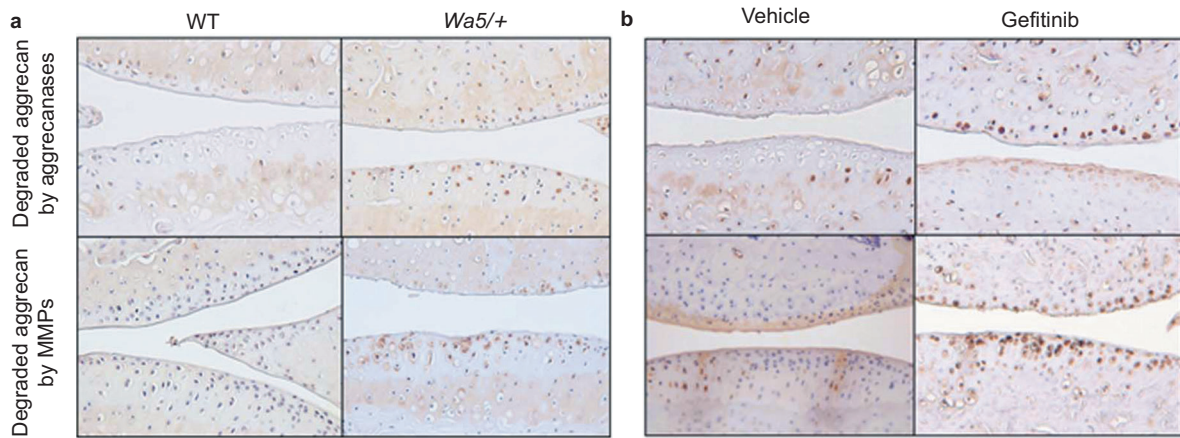 a
WT
Wa5/+
b
Vehicle
Gefitinib
Degraded aggrecan
by aggrecanases
Degraded aggrecan
by MMPs